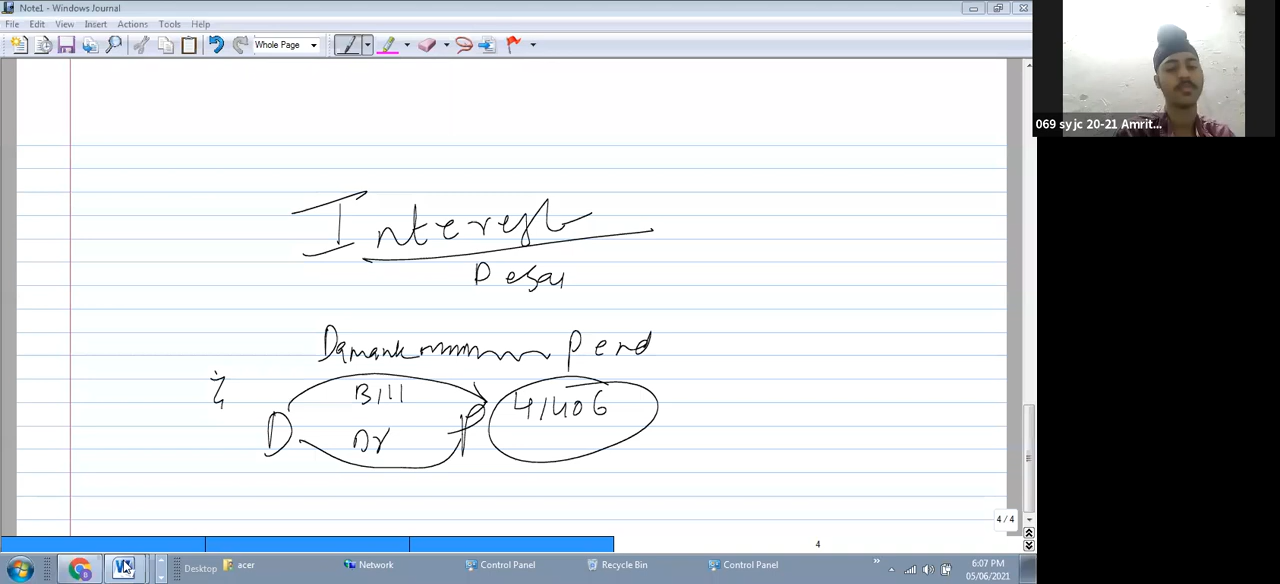 Note1 - Windows Journal
File Edit View Insert Actions Tools Help
Whole Page
069 syjc 20-21 Amrit...
Interest
Desai
Damank Pend
Bill
D P 41406
Dr
4 / 4
4
Desktop acer Network Control Panel Recycle Bin Control Panel
6:07 PM
05/06/2021